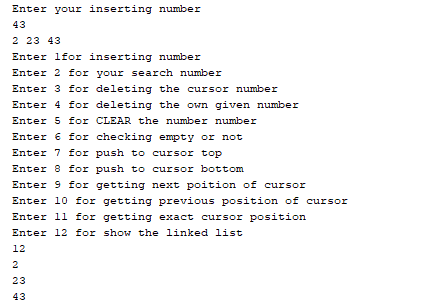 Enter your inserting number
43
2 23 43
Enter 1for inserting number
Enter 2 for your search number
Enter 3 for deleting the cursor number
Enter 4 for deleting the own given number
Enter 5 for CLEAR the number number
Enter 6 for checking empty or not
Enter 7 for push to cursor top
Enter 8 for push to cursor bottom
Enter 9 for getting next poition of cursor
Enter 10 for getting previous position of cursor
Enter 11 for getting exact cursor position
Enter 12 for show the linked list
12
2
23
43